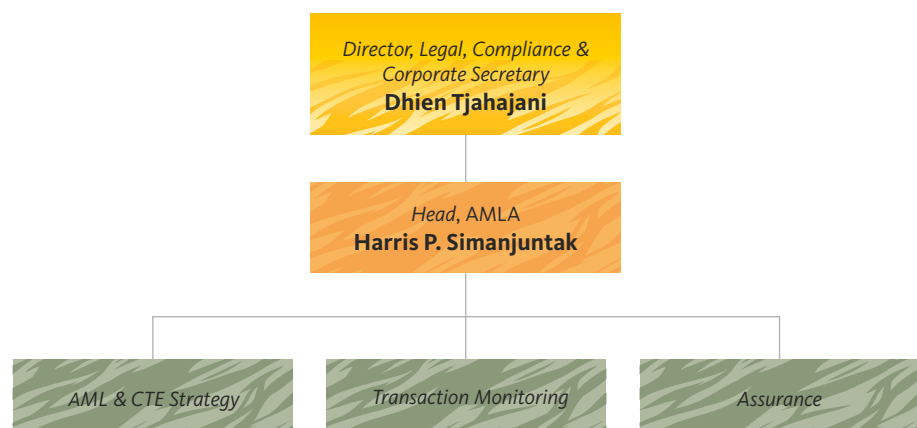 Director, Legal, Compliance &
Corporate Secretary
Dhien Tjahajani
Head, AMLA
Harris P. Simanjuntak
AML & CTE Strategy
Transaction Monitoring
Assurance